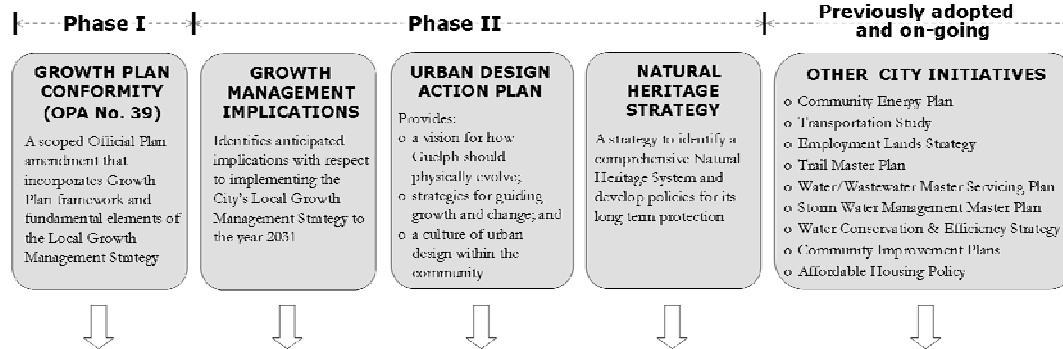 Phase I
Phase II
Previously adopted
and on-going
GROWTH PLAN
CONFORMITY
(OPA No. 39)
A scoped Official Plan
amendment that
incorporates Growth
Plan framework and
fundamental elements of
the Local Growth
Management Strategy
GROWTH
MANAGEMENT
IMPLICATIONS
Identifies anticipated
implications with respect
to implementing the
City's Local Growth
Management Strategy to
the year 2031
URBAN DESIGN
ACTION PLAN
Provides:
o a vision for how
Guelph should
physically evolve;
o strategies for guiding
growth and change; and
o a culture of urban
design within the
community
NATURAL
HERITAGE
STRATEGY
A strategy to identify a
comprehensive Natural
Heritage System and
develop policies for its
long term protection
OTHER CITY INITIATIVES
o Community Energy Plan
o Transportation Study
o Employment Lands Strategy
o Trail Master Plan
o Water/Wastewater Master Servicing Plan
o Storm Water Management Master Plan
o Water Conservation & Efficiency Strategy
o Community Improvement Plans
o Affordable Housing Policy